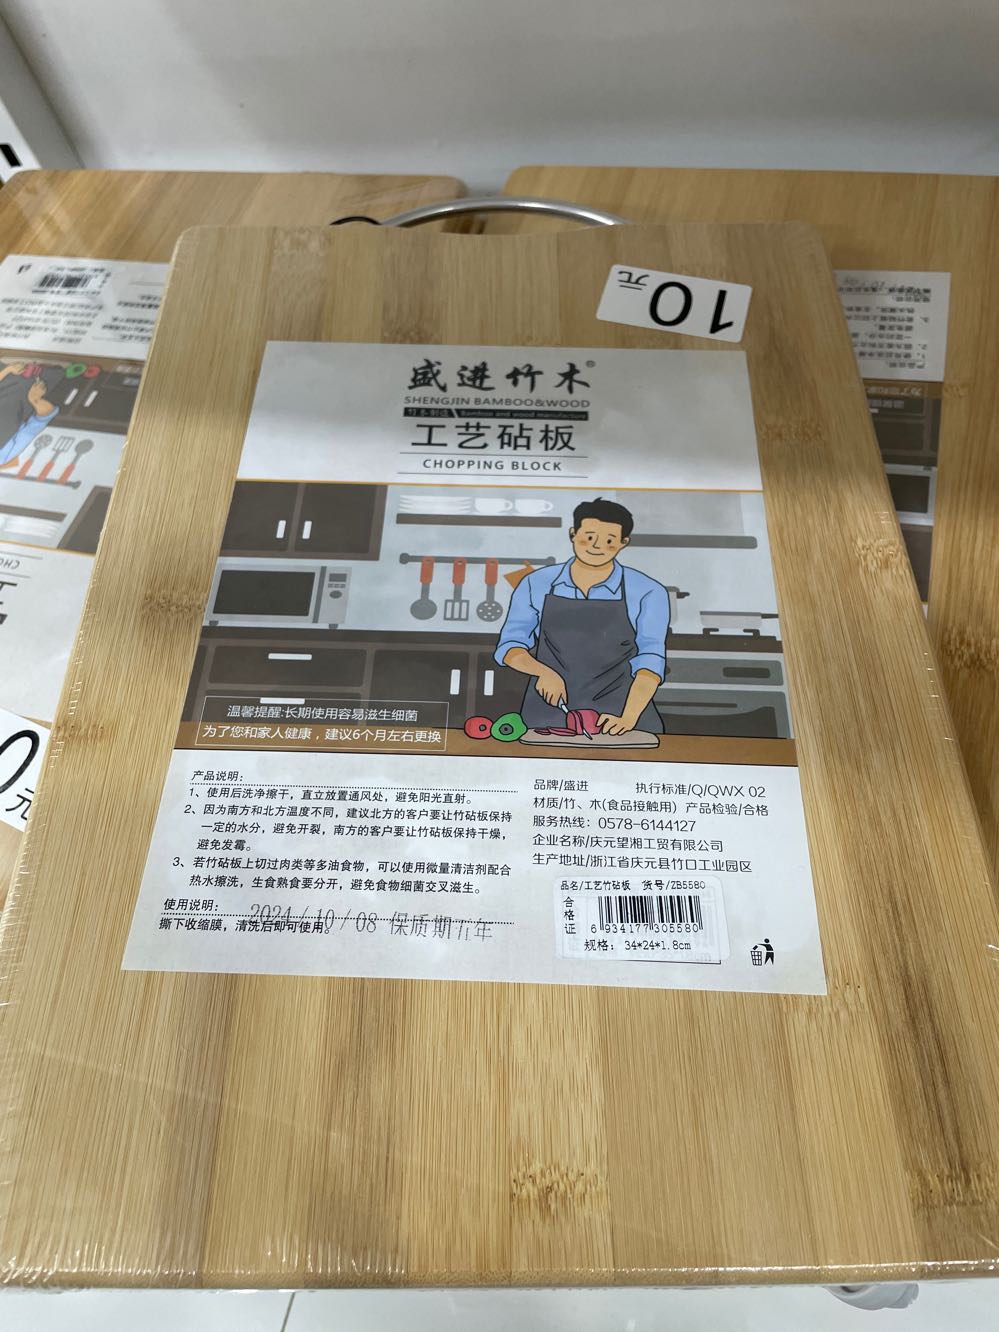 10元
盛进竹木®
SHENGJIN BAMBOO&WOOD
竹木制造 Bamboo and wood manufacture
工艺砧板
CHOPPING BLOCK
温馨提醒:长期使用容易滋生细菌
为了您和家人健康，建议6个月左右更换
产品说明：
1、使用后洗净擦干，直立放置通风处，避免阳光直射。
2、因为南方和北方温度不同，建议北方的客户要让竹砧板保持
一定的水分，避免开裂，南方的客户要让竹砧板保持干燥，
避免发霉。
3、若竹砧板上切过肉类等多油食物，可以使用微量清洁剂配合
热水擦洗，生食熟食要分开，避免食物细菌交叉滋生。
使用说明：
撕下收缩膜，清洗后即可使用。
2024/10/08 保质期五年
品牌/盛进 执行标准/Q/QWX 02
材质/竹、木(食品接触用) 产品检验/合格
服务热线：0578-6144127
企业名称/庆元望湘工贸有限公司
生产地址/浙江省庆元县竹口工业园区
品名/工艺竹砧板 货号/ZB5580
合格证
6 934177 305580
规格：34*24*1.8cm
0元